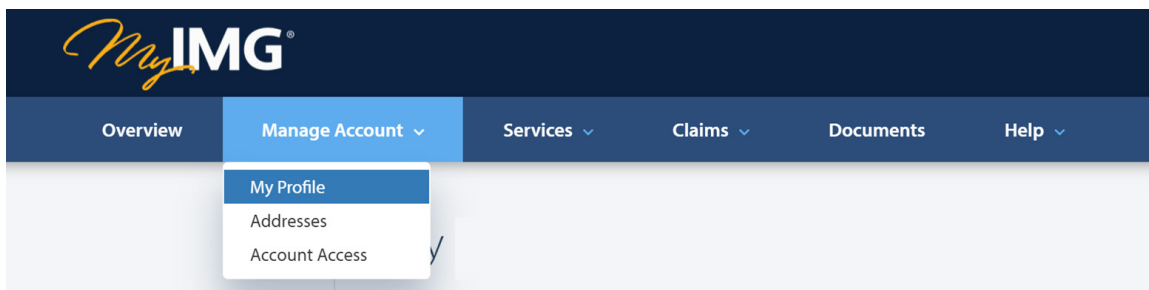 MyIMG®
Overview Manage Account Services Claims Documents Help
My Profile
Addresses
Account Access
y